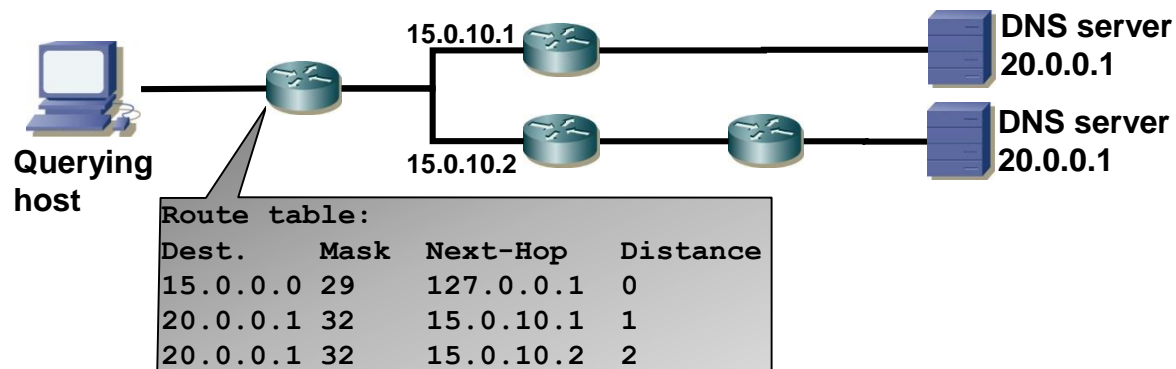 15.0.10.1
DNS server
20.0.0.1
DNS server
20.0.0.1
Querying
host
15.0.10.2
Route table:
Dest. Mask Next-Hop Distance
15.0.0.0 29 127.0.0.1 0
20.0.0.1 32 15.0.10.1 1
20.0.0.1 32 15.0.10.2 2